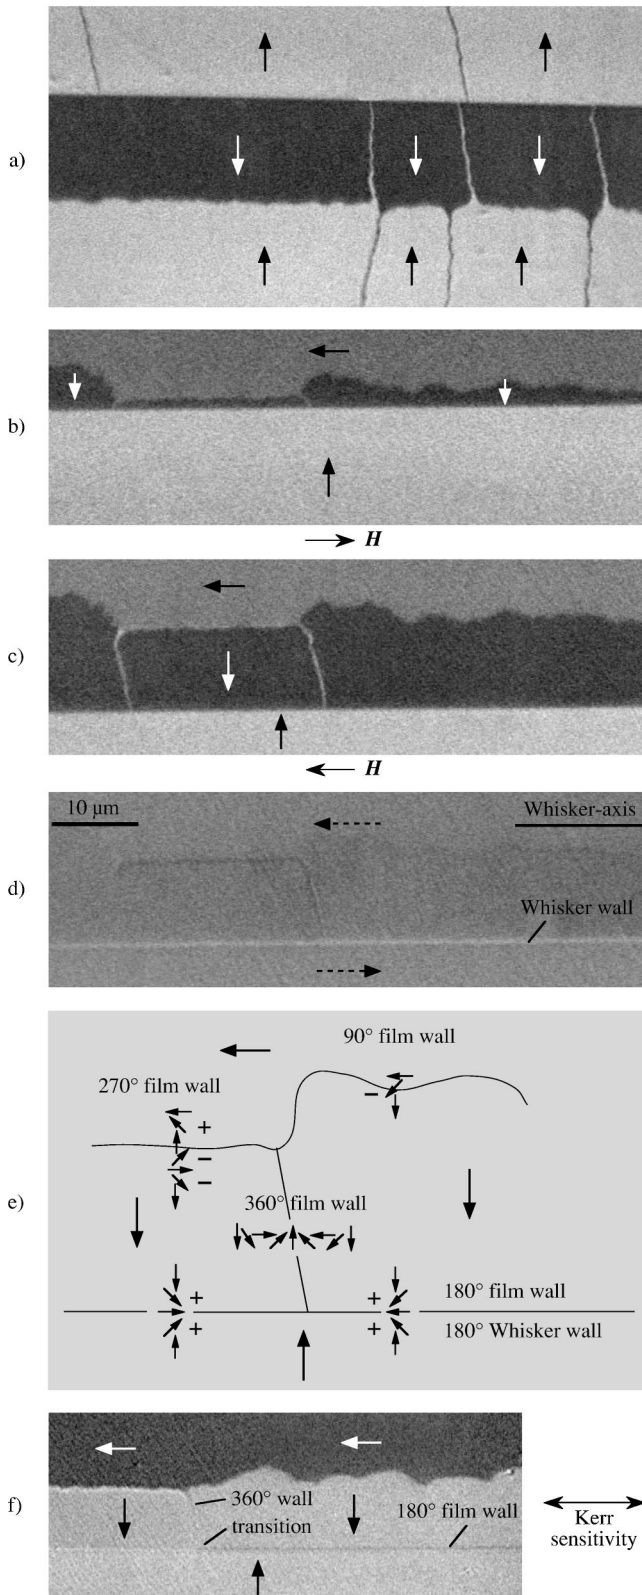 a)
b)
H
c)
H
10 µm
Whisker-axis
d)
Whisker wall
90° film wall
270° film wall
+
−
−
−
e)
360° film wall
+
+
180° film wall
+
+
180° Whisker wall
f)
360° wall
transition
180° film wall
Kerr
sensitivity